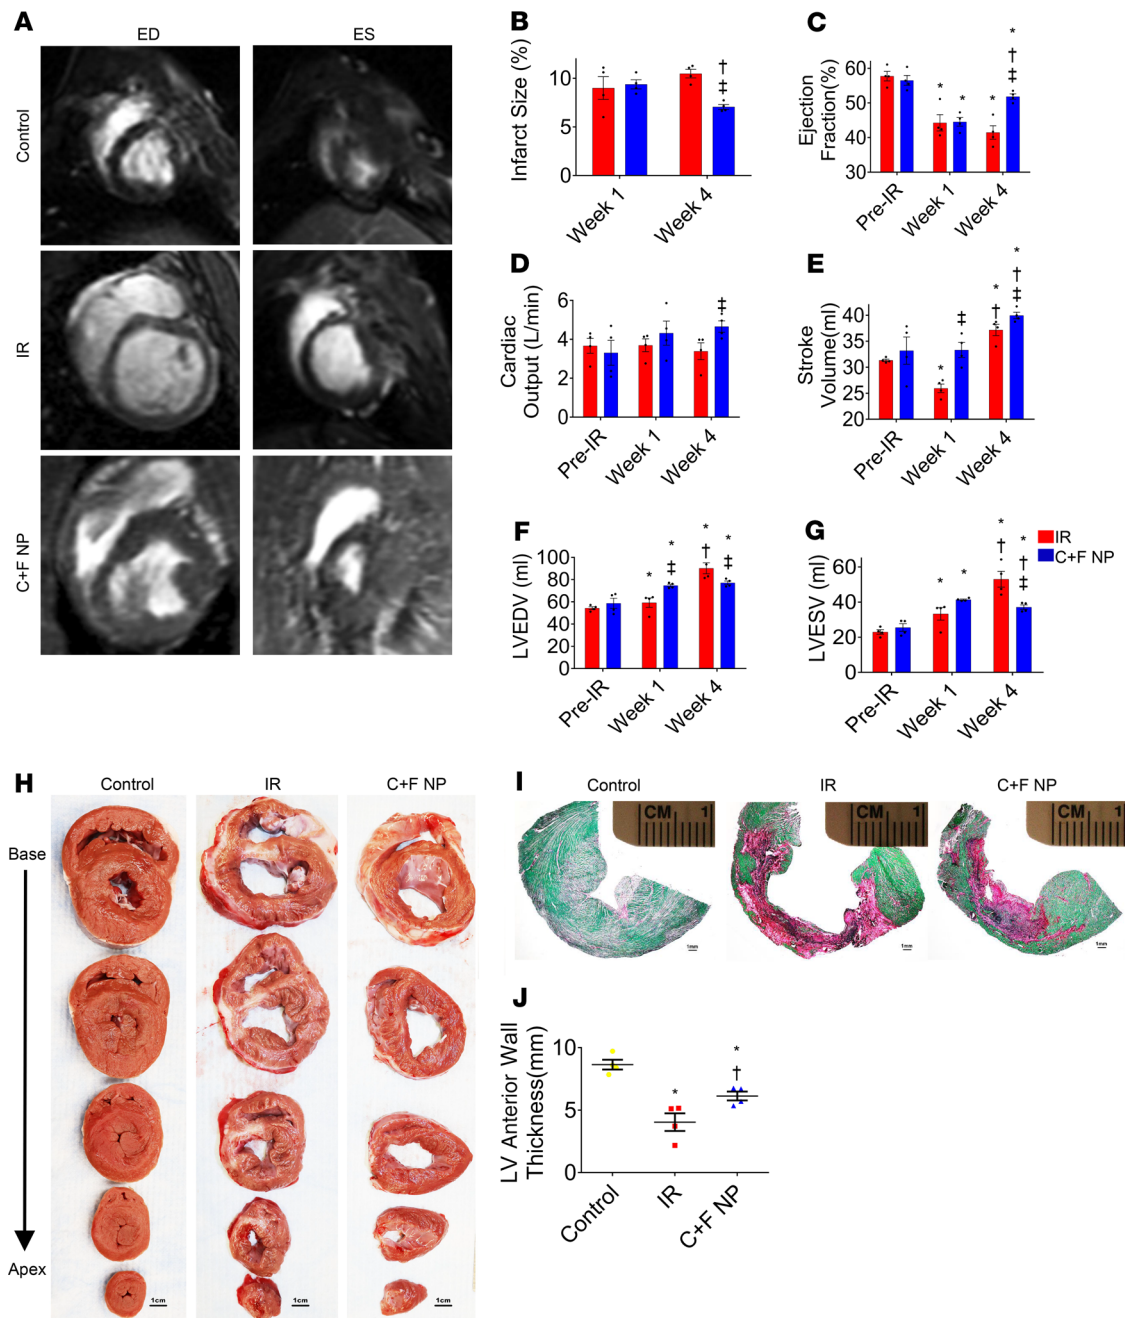 A
ED
ES
Control
IR
C+F NP
B
Infarct Size (%)
10
5
0
†
‡
Week 1
Week 4
C
Ejection
Fraction(%)
60
50
40
30
*
*
*
*
†
‡
Pre-IR
Week 1
Week 4
D
Cardiac
Output (L/min)
6
4
2
0
‡
Pre-IR
Week 1
Week 4
E
Stroke
Volume(ml)
40
35
30
25
20
*
‡
*
†
*
†
‡
Pre-IR
Week 1
Week 4
F
LVEDV (ml)
100
80
60
40
20
0
*
*
‡
*
†
*
‡
Pre-IR
Week 1
Week 4
G
LVESV (ml)
60
40
20
0
*
*
*
†
*
†
‡
Pre-IR
Week 1
Week 4
IR
C+F NP
H
Control
IR
C+F NP
Base
Apex
1cm
1cm
1cm
I
Control
IR
C+F NP
CM 1
CM 1
CM 1
1mm
1mm
1mm
J
LV Anterior Wall
Thickness(mm)
10
5
0
*
*
†
Control
IR
C+F NP